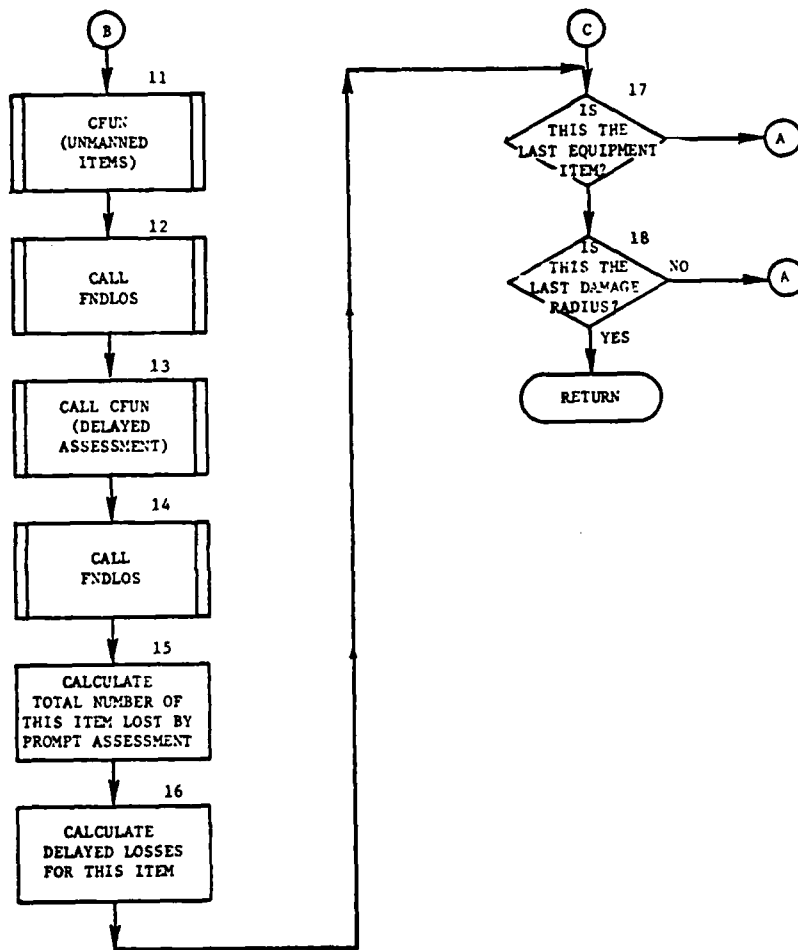 B
11
CFUN
(UNMANNED
ITEMS)
12
CALL
FNDLOS
13
CALL CFUN
(DELAYED
ASSESSMENT)
14
CALL
FNDLOS
15
CALCULATE
TOTAL NUMBER OF
THIS ITEM LOST BY
PROMPT ASSESSMENT
16
CALCULATE
DELAYED LOSSES
FOR THIS ITEM
C
17
IS
THIS THE
LAST EQUIPMENT
ITEM?
A
18
IS
THIS THE
LAST DAMAGE
RADIUS?
NO
A
YES
RETURN